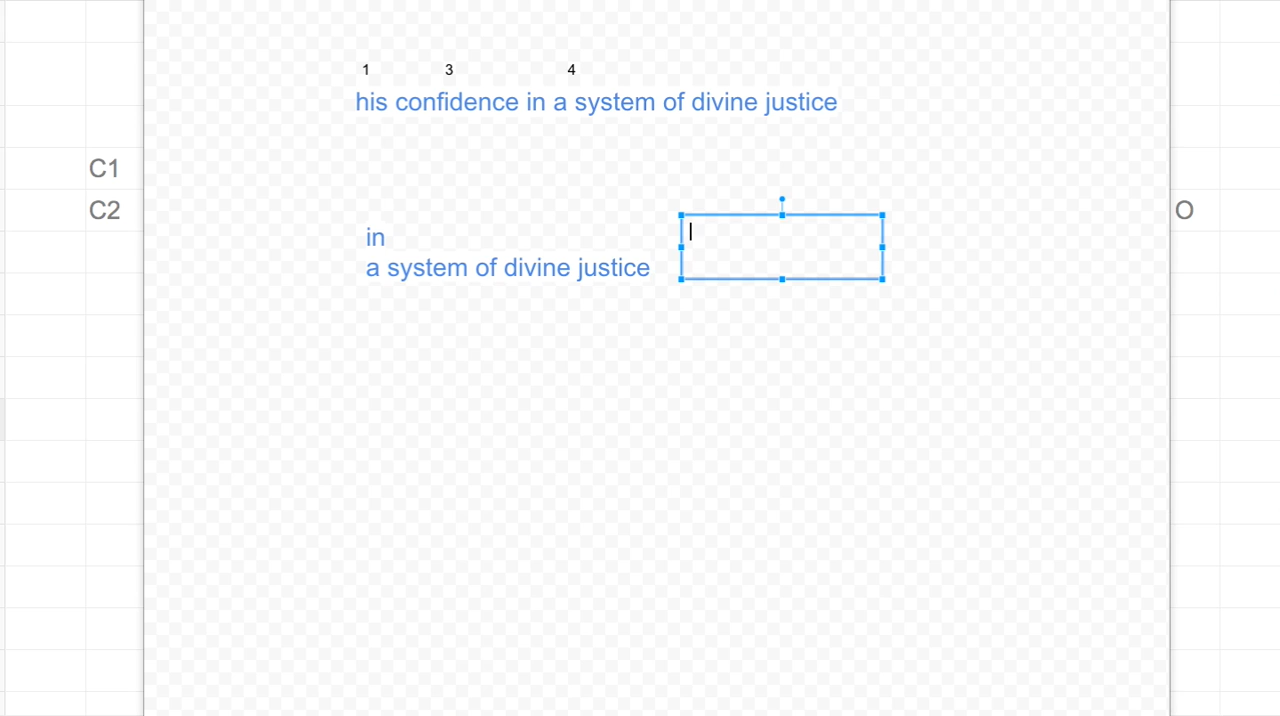 1 3 4
his confidence in a system of divine justice
C1
C2 O
in
a system of divine justice